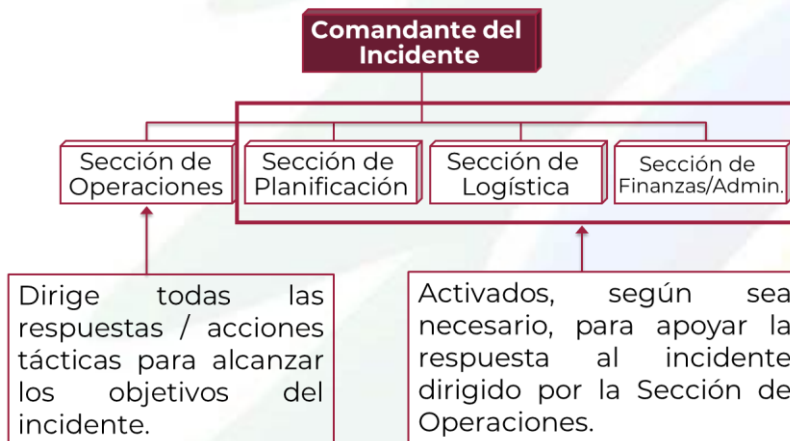 Comandante del
Incidente
Sección de
Operaciones
Sección de
Planificación
Sección de
Logística
Sección de
Finanzas/Admin.
Dirige todas las
respuestas / acciones
tácticas para alcanzar
los objetivos del
incidente.
Activados, según sea
necesario, para apoyar la
respuesta al incidente
dirigido por la Sección de
Operaciones.